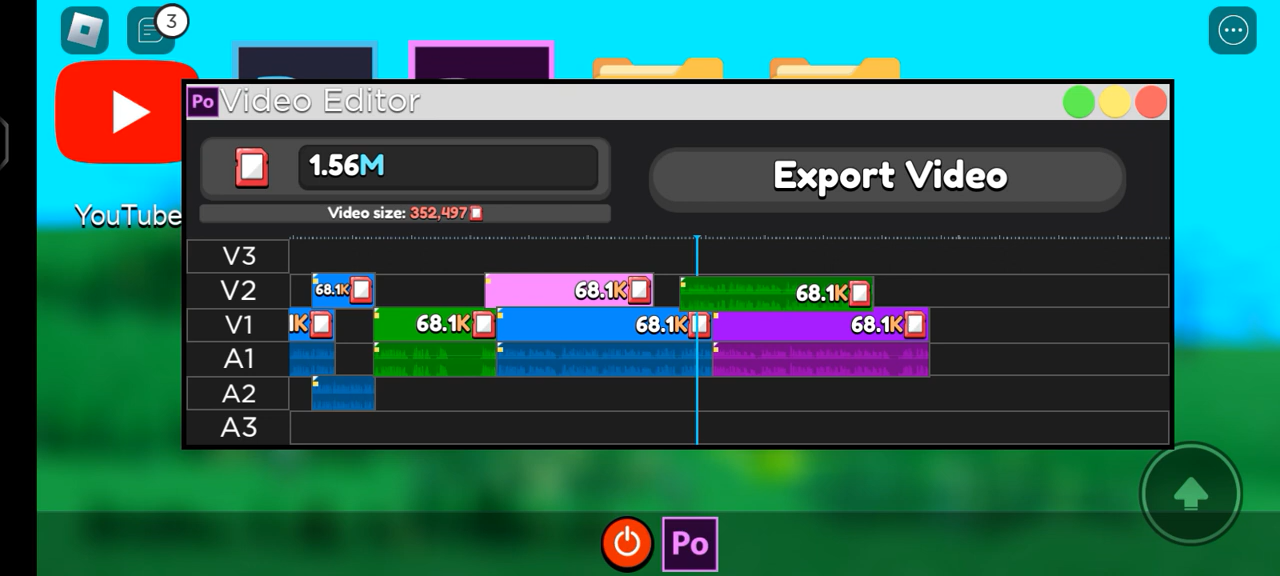 3
Po Video Editor
1.56M
Export Video
Video size: 352,497
YouTube
V3
V2 68.1K 68.1K 68.1K
V1 K 68.1K 68.1K 68.1K
A1
A2
A3
Po